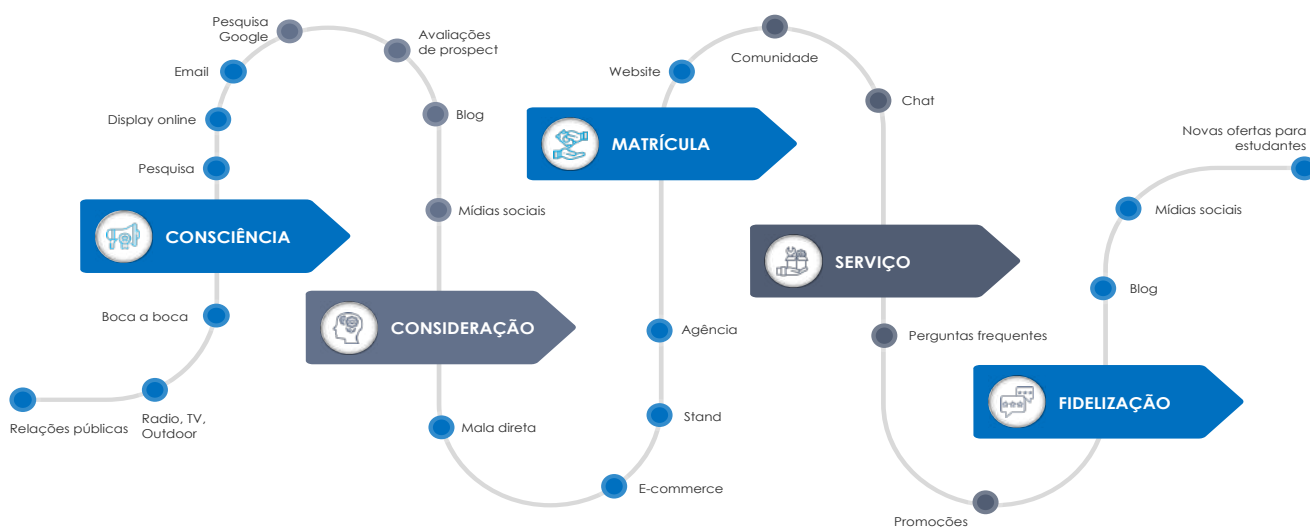 Relações públicas
Radio, TV,
Outdoor
Boca a boca
CONSCIÊNCIA
Pesquisa
Display online
Email
Pesquisa
Google
Avaliações
de prospect
Blog
Mídias sociais
CONSIDERAÇÃO
Mala direta
E-commerce
Stand
Agência
MATRÍCULA
Website
Comunidade
Chat
SERVIÇO
Perguntas frequentes
Promoções
FIDELIZAÇÃO
Blog
Mídias sociais
Novas ofertas para
estudantes